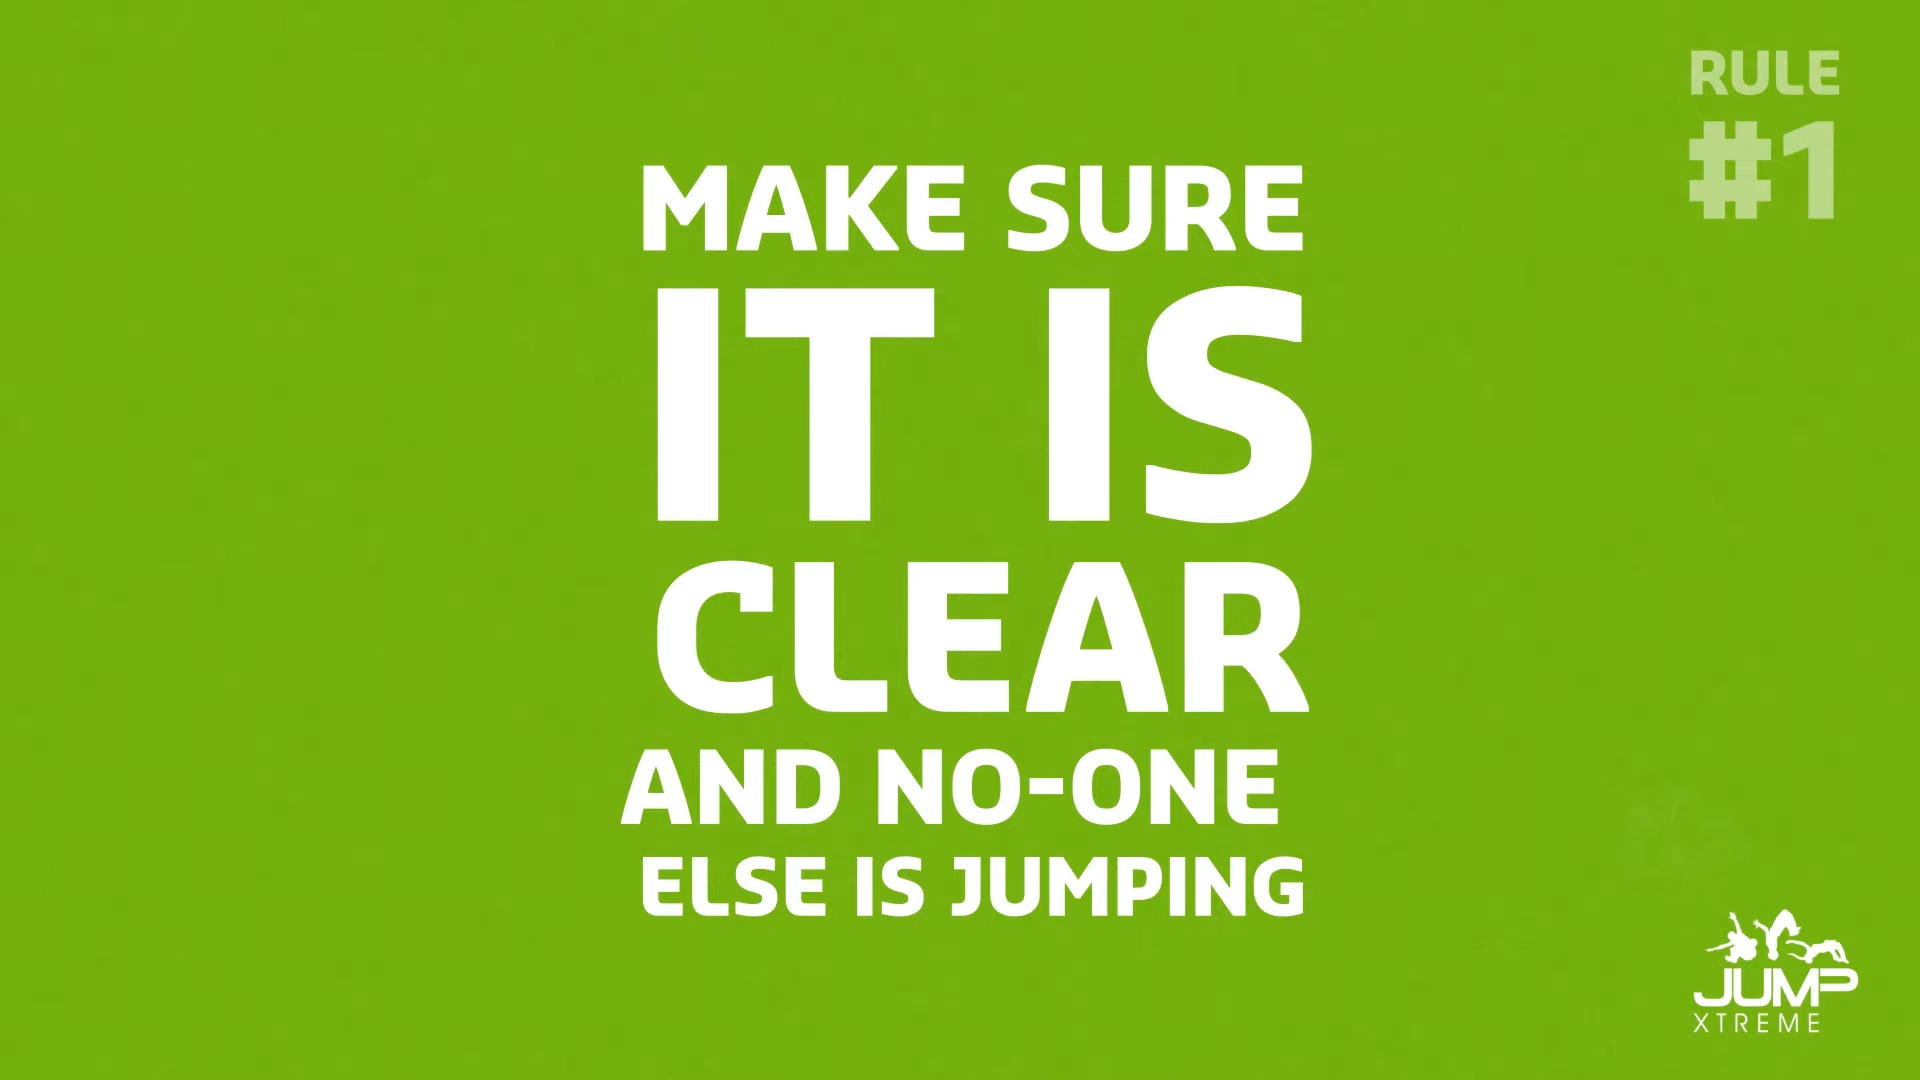 RULE
#1
MAKE SURE
IT IS
CLEAR
AND NO-ONE
ELSE IS JUMPING
JUMP
XTREME